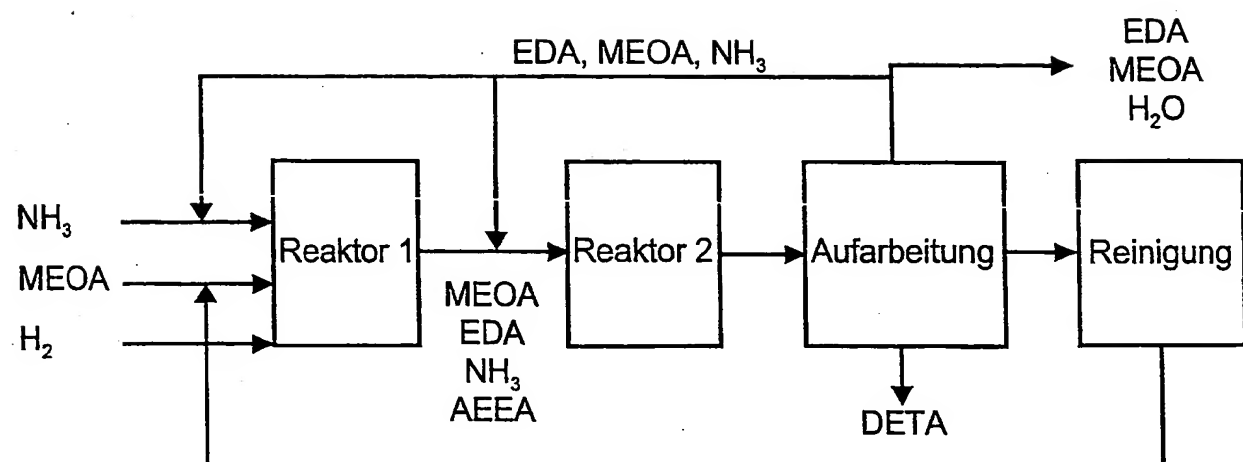 EDA, MEOA, NH₃
EDA
MEOA
H₂O
NH₃
MEOA
H₂
Reaktor 1
MEOA
EDA
NH₃
AEEA
Reaktor 2
Aufarbeitung
Reinigung
DETA